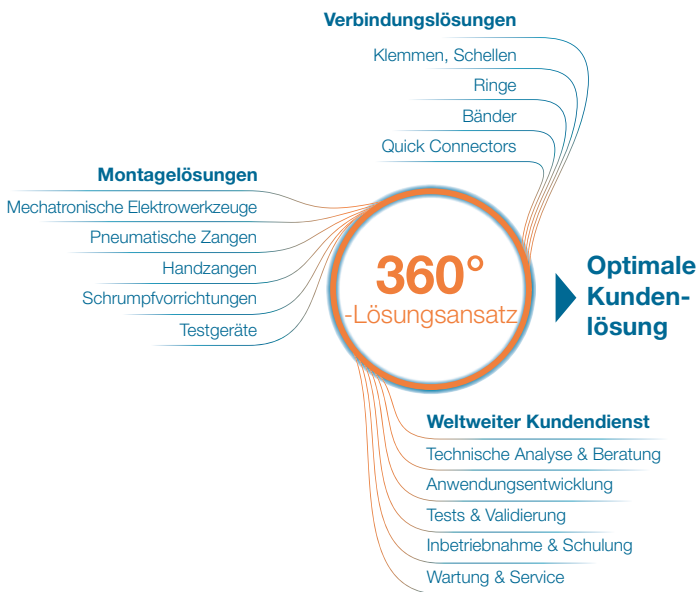 Verbindungslösungen
Klemmen, Schellen
Ringe
Bänder
Quick Connectors
Montagelösungen
Mechatronische Elektrowerkzeuge
Pneumatische Zangen
Handzangen
Schrumpfvorrichtungen
Testgeräte
360°
-Lösungsansatz
Optimale
Kunden-
lösung
Weltweiter Kundendienst
Technische Analyse & Beratung
Anwendungsentwicklung
Tests & Validierung
Inbetriebnahme & Schulung
Wartung & Service